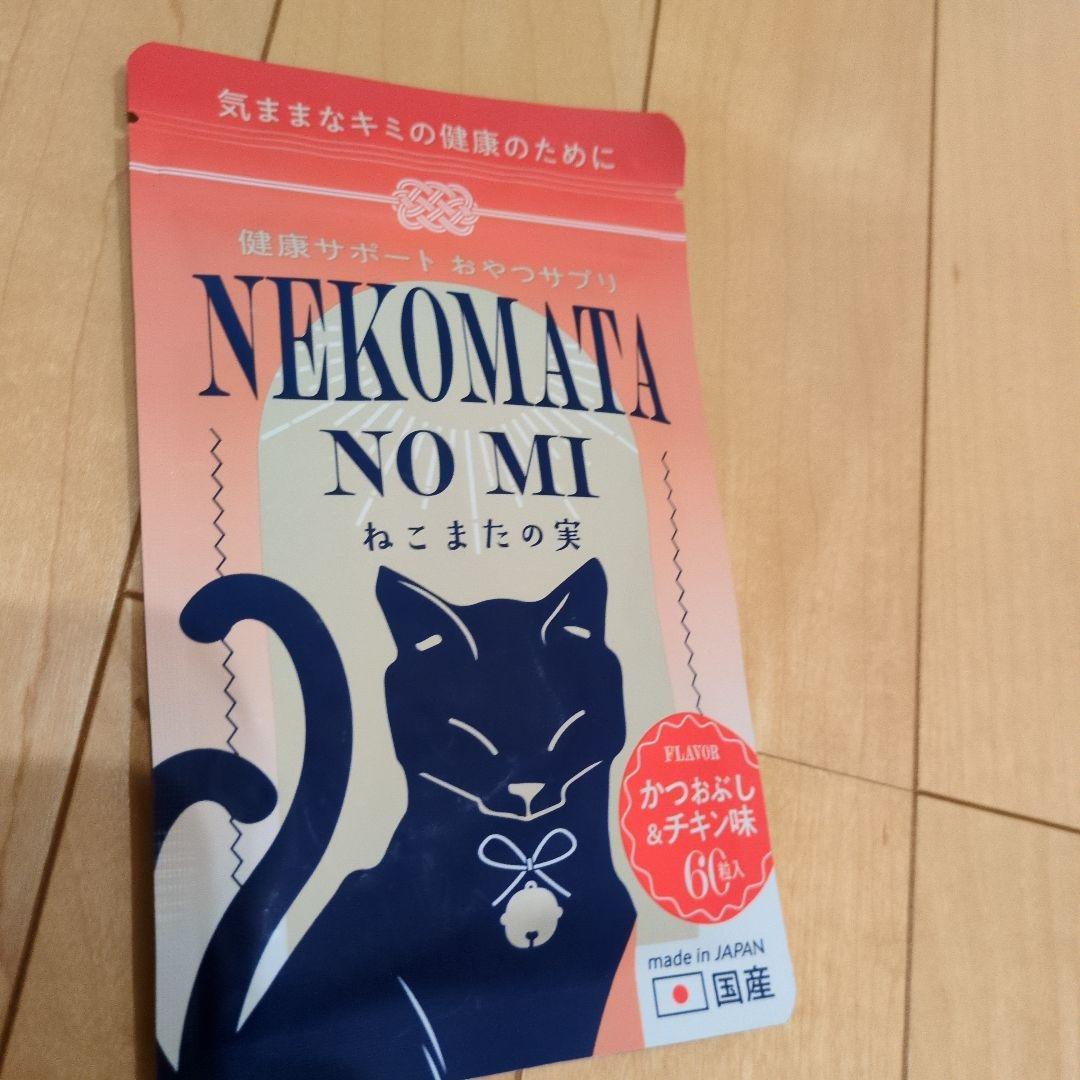 気ままなキミの健康のために
健康サポート おやつサプリ
NEKOMATA
NO MI
ねこまたの実
FLAVOR
かつおぶし
&チキン味
60粒入
made in JAPAN
国産